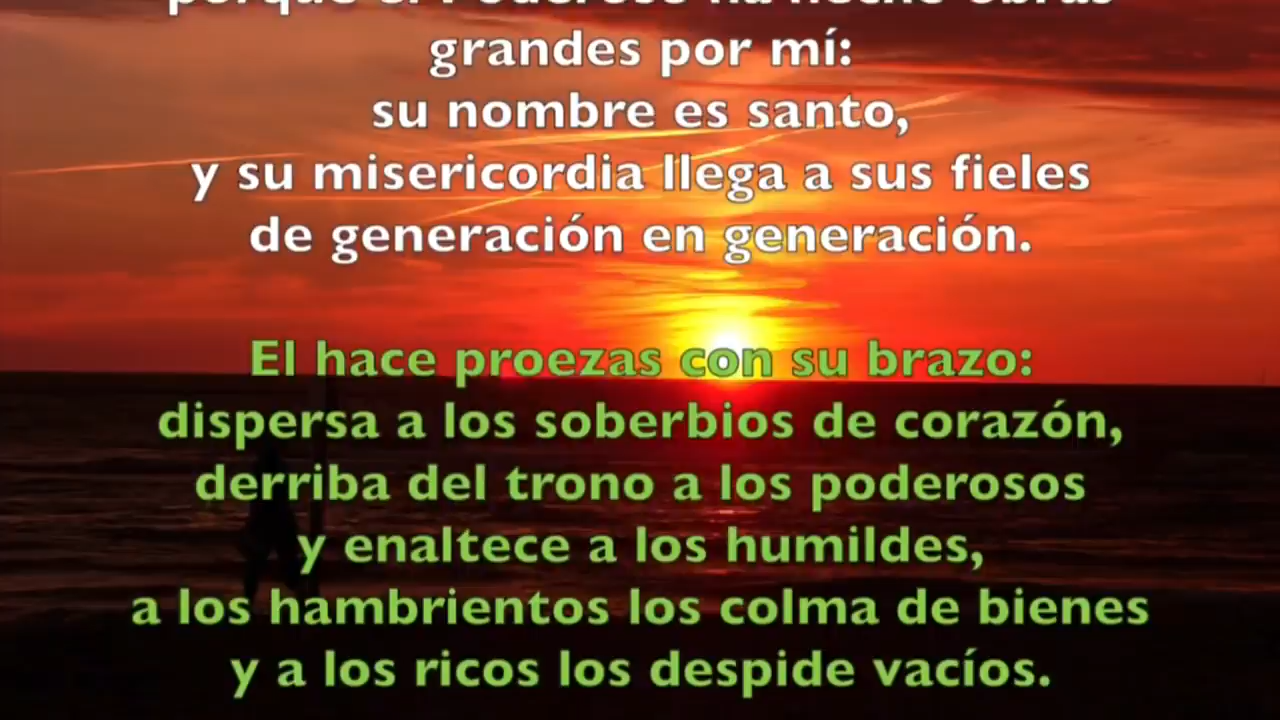 porque el Poderoso ha hecho obras
grandes por mí:
su nombre es santo,
y su misericordia llega a sus fieles
de generación en generación.
El hace proezas con su brazo:
dispersa a los soberbios de corazón,
derriba del trono a los poderosos
y enaltece a los humildes,
a los hambrientos los colma de bienes
y a los ricos los despide vacíos.